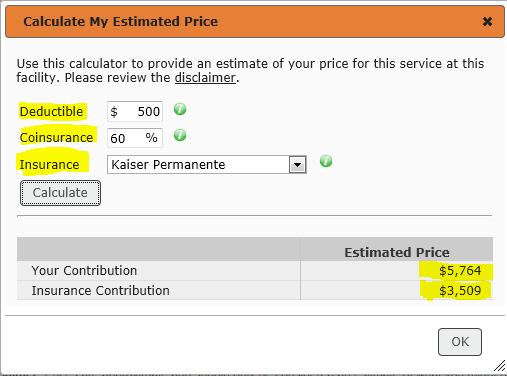 Calculate My Estimated Price
Use this calculator to provide an estimate of your price for this service at this
facility. Please review the disclaimer.
Deductible $ 500
Coinsurance 60 %
Insurance Kaiser Permanente
Calculate
Estimated Price
Your Contribution $5,764
Insurance Contribution $3,509
OK